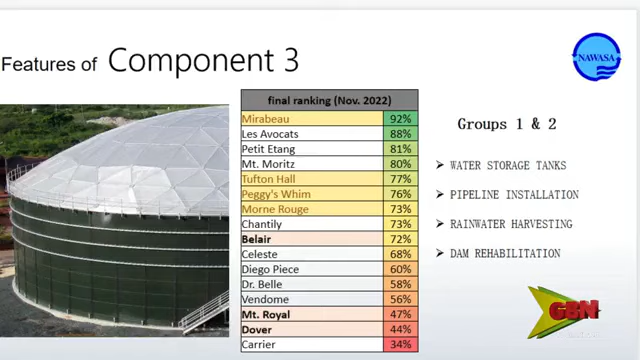 Features of Component 3
NAWASA
final ranking (Nov. 2022)
Mirabeau 92%
Les Avocats 88%
Petit Etang 81%
Mt. Moritz 80%
Tufton Hall 77%
Peggy's Whim 76%
Morne Rouge 73%
Chantily 73%
Belair 72%
Celeste 68%
Diego Piece 60%
Dr. Belle 58%
Vendome 56%
Mt. Royal 47%
Dover 44%
Carrier 34%
Groups 1 & 2
➢ WATER STORAGE TANKS
➢ PIPELINE INSTALLATION
➢ RAINWATER HARVESTING
➢ DAM REHABILITATION
GBN